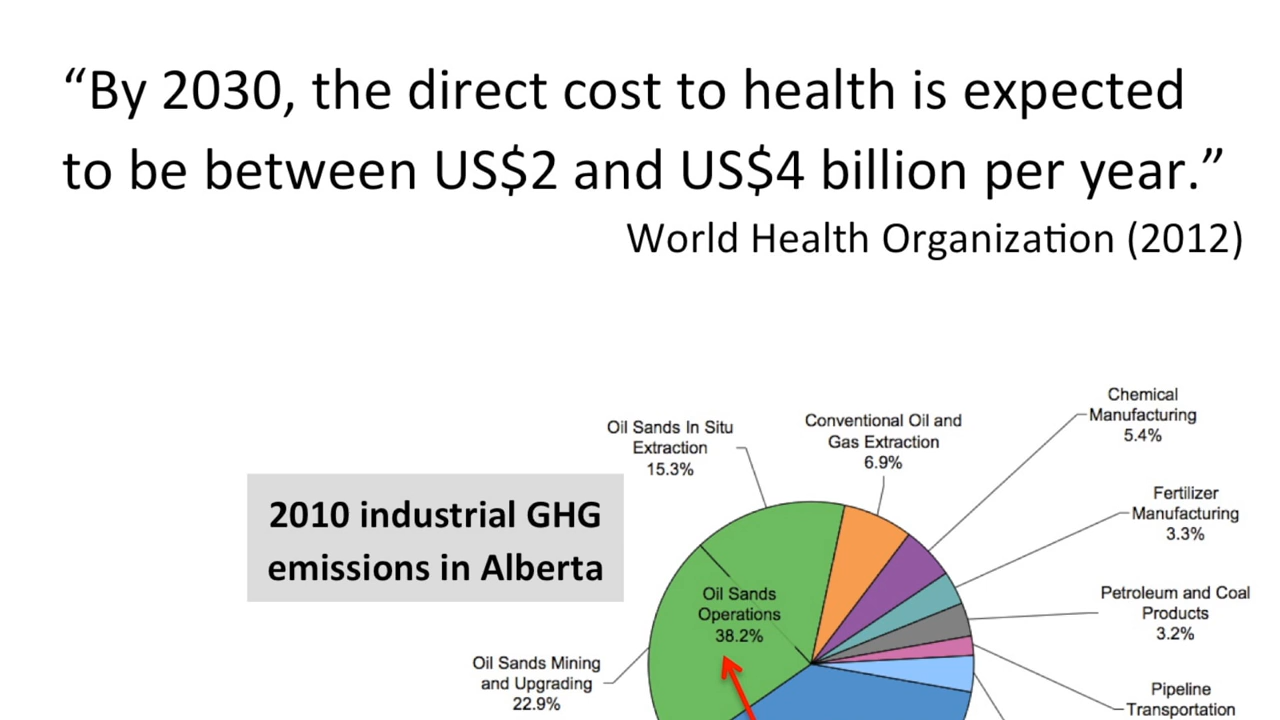 “By 2030, the direct cost to health is expected
to be between US$2 and US$4 billion per year.”
World Health Organization (2012)
Chemical
Manufacturing
5.4%
Conventional Oil and
Gas Extraction
6.9%
Oil Sands In Situ
Extraction
15.3%
2010 industrial GHG
emissions in Alberta
Fertilizer
Manufacturing
3.3%
Oil Sands
Operations
38.2%
Petroleum and Coal
Products
3.2%
Oil Sands Mining
and Upgrading
22.9%
Pipeline
Transportation